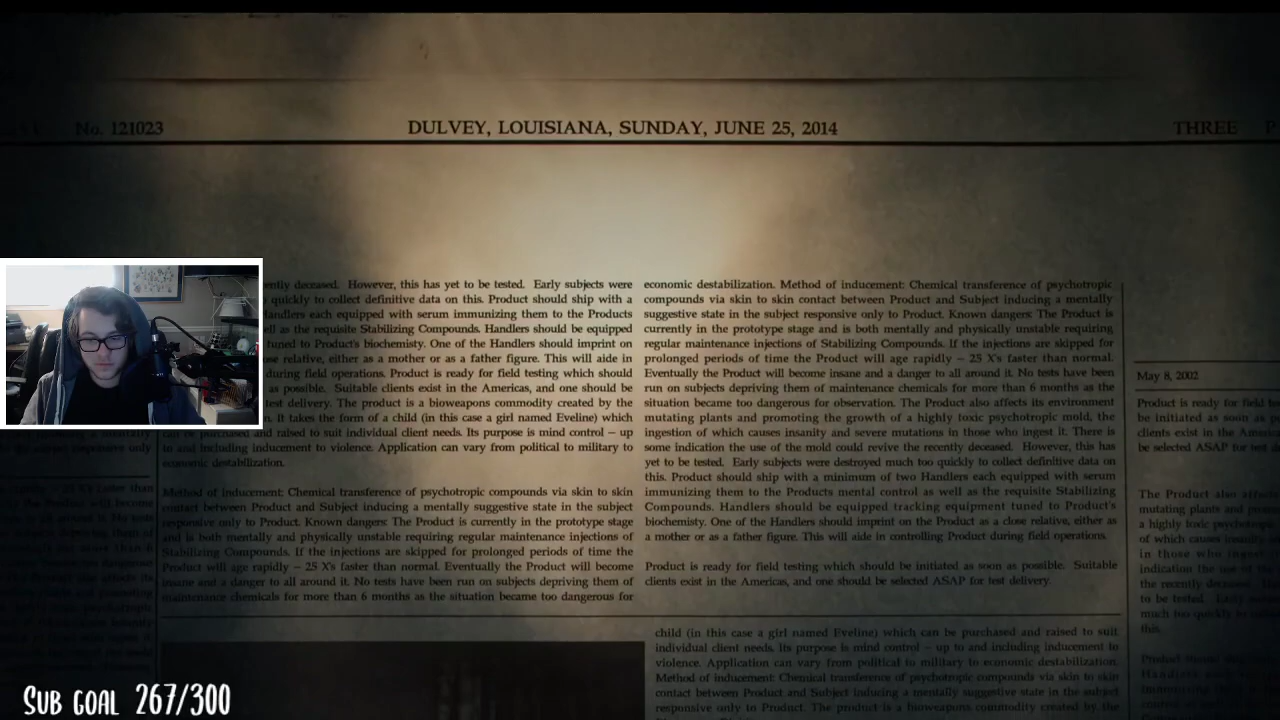 No. 121023
DULVEY, LOUISIANA, SUNDAY, JUNE 25, 2014
THREE
ently deceased. However, this has yet to be tested. Early subjects were
quickly to collect definitive data on this. Product should ship with a
Handlers each equipped with serum immunizing them to the Products
ell as the requisite Stabilizing Compounds. Handlers should be equipped
tuned to Product's biochemisty. One of the Handlers should imprint on
ose relative, either as a mother or as a father figure. This will aide in
during field operations. Product is ready for field testing which should
as possible. Suitable clients exist in the Americas, and one should be
test delivery. The product is a bioweapons commodity created by the
n. It takes the form of a child (in this case a girl named Eveline) which
can be purchased and raised to suit individual client needs. Its purpose is mind control – up
to and including inducement to violence. Application can vary from political to military to
economic destabilization.
Method of inducement: Chemical transference of psychotropic compounds via skin to skin
contact between Product and Subject inducing a mentally suggestive state in the subject
responsive only to Product. Known dangers: The Product is currently in the prototype stage
and is both mentally and physically unstable requiring regular maintenance injections of
Stabilizing Compounds. If the injections are skipped for prolonged periods of time the
Product will age rapidly – 25 X's faster than normal. Eventually the Product will become
insane and a danger to all around it. No tests have been run on subjects depriving them of
maintenance chemicals for more than 6 months as the situation became too dangerous for
economic destabilization. Method of inducement: Chemical transference of psychotropic
compounds via skin to skin contact between Product and Subject inducing a mentally
suggestive state in the subject responsive only to Product. Known dangers: The Product is
currently in the prototype stage and is both mentally and physically unstable requiring
regular maintenance injections of Stabilizing Compounds. If the injections are skipped for
prolonged periods of time the Product will age rapidly – 25 X's faster than normal.
Eventually the Product will become insane and a danger to all around it. No tests have been
run on subjects depriving them of maintenance chemicals for more than 6 months as the
situation became too dangerous for observation. The Product also affects its environment
mutating plants and promoting the growth of a highly toxic psychotropic mold, the
ingestion of which causes insanity and severe mutations in those who ingest it. There is
some indication the use of the mold could revive the recently deceased. However, this has
yet to be tested. Early subjects were destroyed much too quickly to collect definitive data on
this. Product should ship with a minimum of two Handlers each equipped with serum
immunizing them to the Products mental control as well as the requisite Stabilizing
Compounds. Handlers should be equipped tracking equipment tuned to Product's
biochemisty. One of the Handlers should imprint on the Product as a close relative, either as
a mother or as a father figure. This will aide in controlling Product during field operations.
Product is ready for field testing which should be initiated as soon as possible. Suitable
clients exist in the Americas, and one should be selected ASAP for test delivery.
child (in this case a girl named Eveline) which can be purchased and raised to suit
individual client needs. Its purpose is mind control – up to and including inducement to
violence. Application can vary from political to military to economic destabilization.
Method of inducement: Chemical transference of psychotropic compounds via skin to skin
contact between Product and Subject inducing a mentally suggestive state in the subject
responsive only to Product. The product is a bioweapons commodity created by the
May 8, 2002
Product is ready for field
be initiated as soon as
clients exist in the
be selected ASAP for test
The Product also
mutating plants and
a highly toxic
of which causes
in those who
indication the use of
the recently deceased.
to be tested. Early
much too quickly to
this.
SUB GOAL 267/300